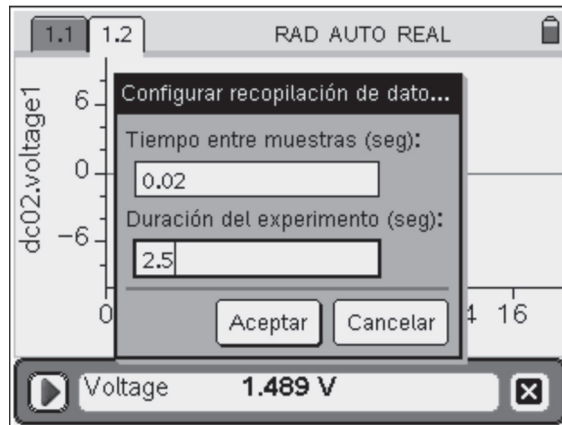 1.1 1.2 RAD AUTO REAL
dc02.voltage1
6
0
-6
Configurar recopilación de dato...
Tiempo entre muestras (seg):
0.02
Duración del experimento (seg):
2.5
Aceptar Cancelar
0 4 16
Voltage 1.489 V